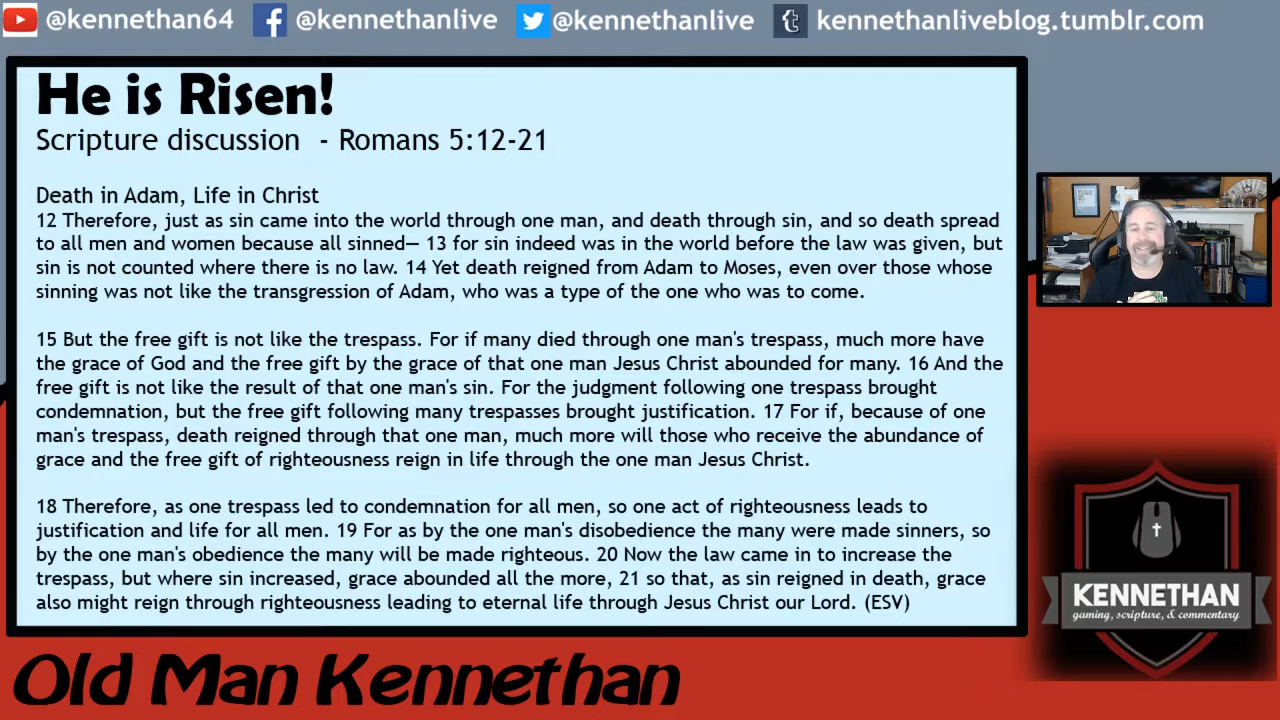 @kennethan64 @kennethanlive @kennethanlive kennethanliveblog.tumblr.com
He is Risen!
Scripture discussion - Romans 5:12-21
Death in Adam, Life in Christ
12 Therefore, just as sin came into the world through one man, and death through sin, and so death spread
to all men and women because all sinned— 13 for sin indeed was in the world before the law was given, but
sin is not counted where there is no law. 14 Yet death reigned from Adam to Moses, even over those whose
sinning was not like the transgression of Adam, who was a type of the one who was to come.
15 But the free gift is not like the trespass. For if many died through one man's trespass, much more have
the grace of God and the free gift by the grace of that one man Jesus Christ abounded for many. 16 And the
free gift is not like the result of that one man's sin. For the judgment following one trespass brought
condemnation, but the free gift following many trespasses brought justification. 17 For if, because of one
man's trespass, death reigned through that one man, much more will those who receive the abundance of
grace and the free gift of righteousness reign in life through the one man Jesus Christ.
18 Therefore, as one trespass led to condemnation for all men, so one act of righteousness leads to
justification and life for all men. 19 For as by the one man's disobedience the many were made sinners, so
by the one man's obedience the many will be made righteous. 20 Now the law came in to increase the
trespass, but where sin increased, grace abounded all the more, 21 so that, as sin reigned in death, grace
also might reign through righteousness leading to eternal life through Jesus Christ our Lord. (ESV)
KENNETHAN
gaming, scripture, & commentary
Old Man Kennethan